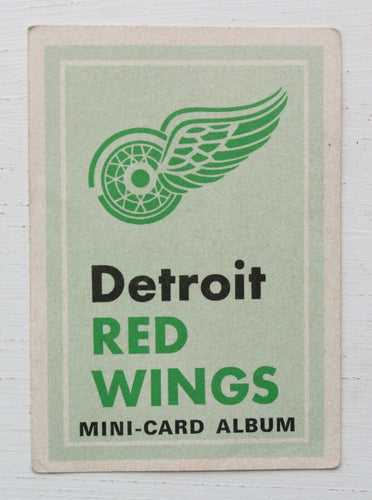 Detroit
RED
WINGS
MINI-CARD ALBUM